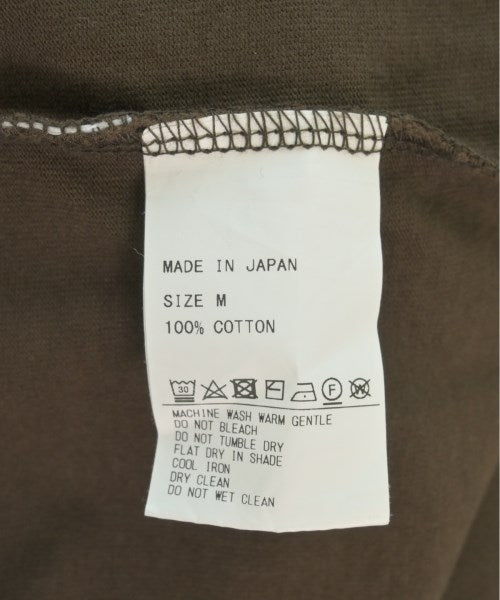 MADE IN JAPAN
SIZE M
100% COTTON
30 F W
MACHINE WASH WARM GENTLE
DO NOT BLEACH
DO NOT TUMBLE DRY
FLAT DRY IN SHADE
COOL IRON
DRY CLEAN
DO NOT WET CLEAN